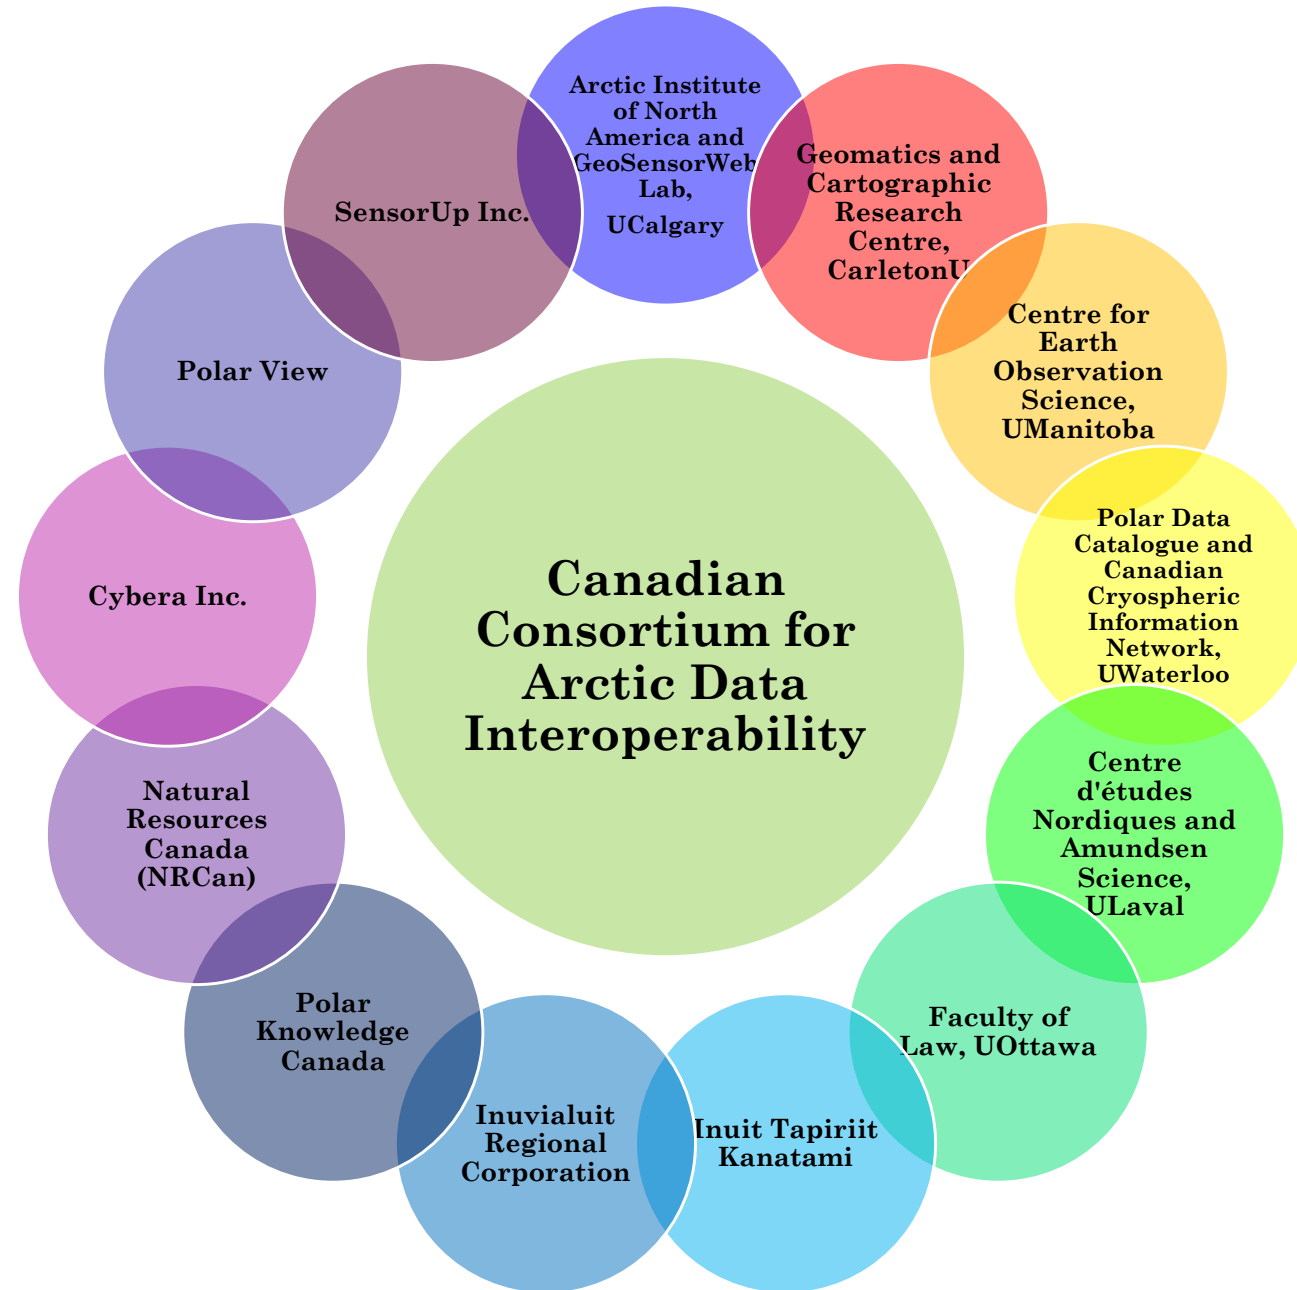 Arctic Institute
of North
America and
GeoSensorWeb
Lab,
UCalgary
Geomatics and
Cartographic
Research
Centre,
CarletonU
Centre for
Earth
Observation
Science,
UManitoba
Polar Data
Catalogue and
Canadian
Cryospheric
Information
Network,
UWaterloo
Centre
d'études
Nordiques and
Amundsen
Science,
ULaval
Faculty of
Law, UOttawa
Inuit Tapiriit
Kanatami
Inuvialuit
Regional
Corporation
Polar
Knowledge
Canada
Natural
Resources
Canada
(NRCan)
Cybera Inc.
Polar View
SensorUp Inc.
Canadian
Consortium for
Arctic Data
Interoperability